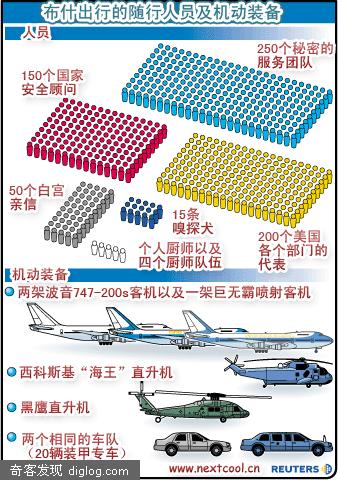 布什出行的随行人员及机动装备
人员
250个秘密的
服务团队
150个国家
安全顾问
50个白宫
亲信
15条
嗅探犬
个人厨师以及
四个厨师队伍
200个美国
各个部门的
代表
机动装备
两架波音747-200s客机以及一架巨无霸喷射客机
西科斯基“海王”直升机
黑鹰直升机
两个相同的车队
（20辆装甲专车）
www.nextcool.cn
REUTERS
奇客发现 diglog.com